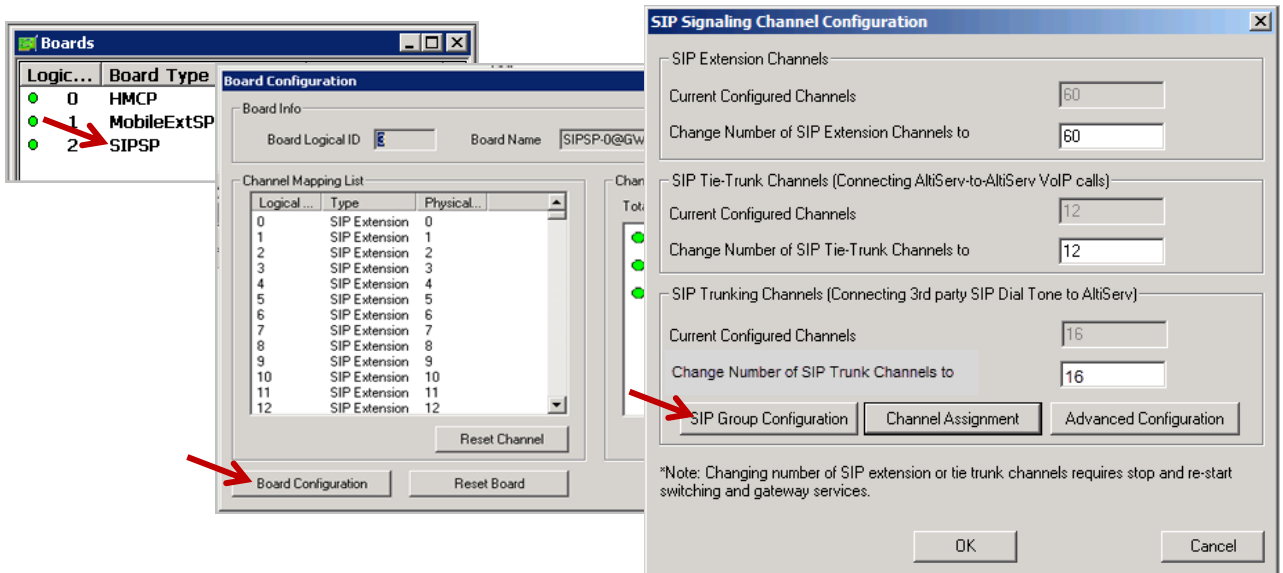 Boards
Logic... Board Type
0 HMCP
1 MobileExtSP
2 SIPSP
Board Configuration
Board Info
Board Logical ID 3 Board Name SIPSP-0@GW
Channel Mapping List
Logical ... Type Physical...
0 SIP Extension 0
1 SIP Extension 1
2 SIP Extension 2
3 SIP Extension 3
4 SIP Extension 4
5 SIP Extension 5
6 SIP Extension 6
7 SIP Extension 7
8 SIP Extension 8
9 SIP Extension 9
10 SIP Extension 10
11 SIP Extension 11
12 SIP Extension 12
Reset Channel
Board Configuration Reset Board
Chan
Tota
SIP Signaling Channel Configuration
SIP Extension Channels
Current Configured Channels 60
Change Number of SIP Extension Channels to 60
SIP Tie-Trunk Channels (Connecting AltiServ-to-AltiServ VoIP calls)
Current Configured Channels 12
Change Number of SIP Tie-Trunk Channels to 12
SIP Trunking Channels (Connecting 3rd party SIP Dial Tone to AltiServ)
Current Configured Channels 16
Change Number of SIP Trunk Channels to 16
SIP Group Configuration Channel Assignment Advanced Configuration
*Note: Changing number of SIP extension or tie trunk channels requires stop and re-start
switching and gateway services.
OK Cancel